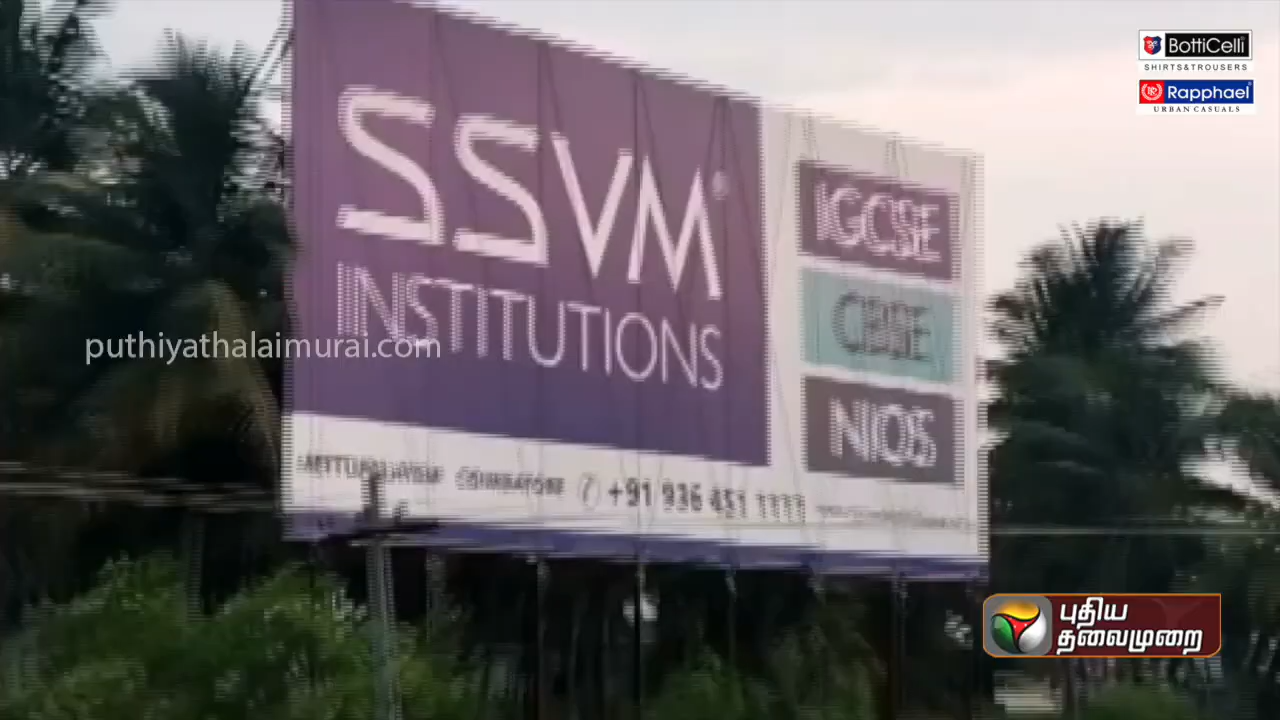 BottiCelli
SHIRTS & TROUSERS
Rapphael
URBAN CASUALS
SSVM®
INSTITUTIONS
IGCSE
CBSE
NIOS
puthiyathalaimurai.com
METTUPALAYAM COIMBATORE +91 936 451 1111
புதிய
தலைமுறை